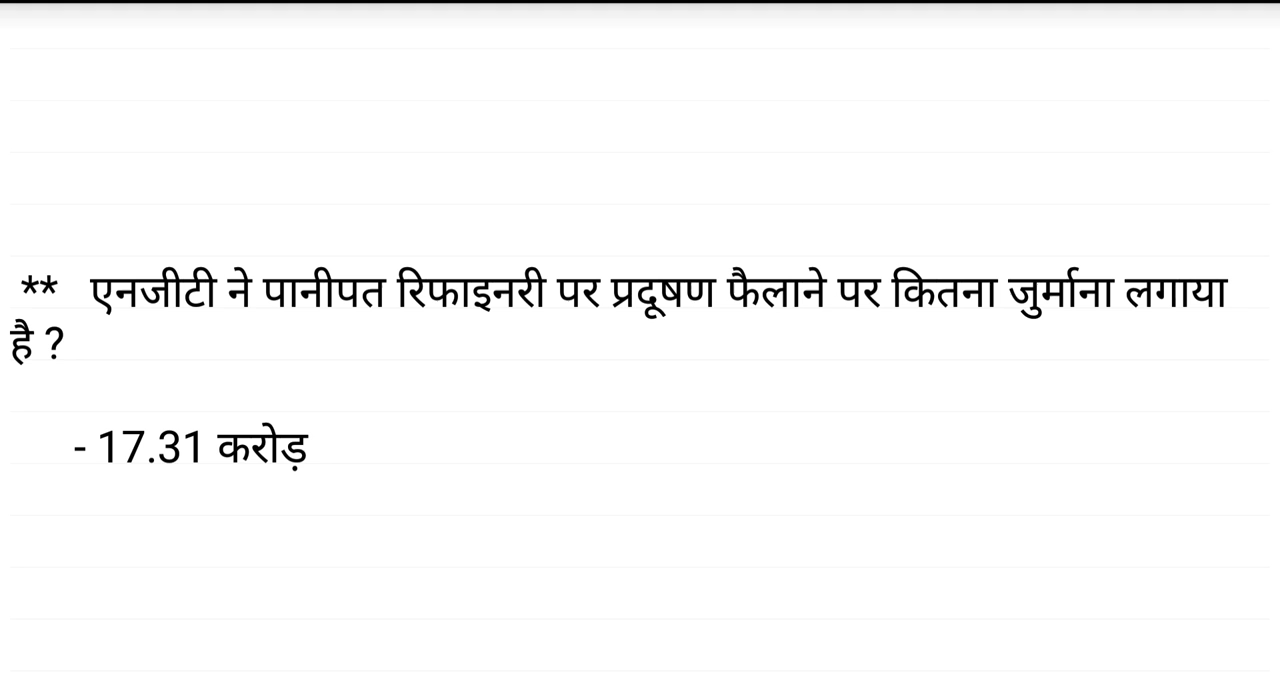 ** एनजीटी ने पानीपत रिफाइनरी पर प्रदूषण फैलाने पर कितना जुर्माना लगाया
है ?
- 17.31 करोड़